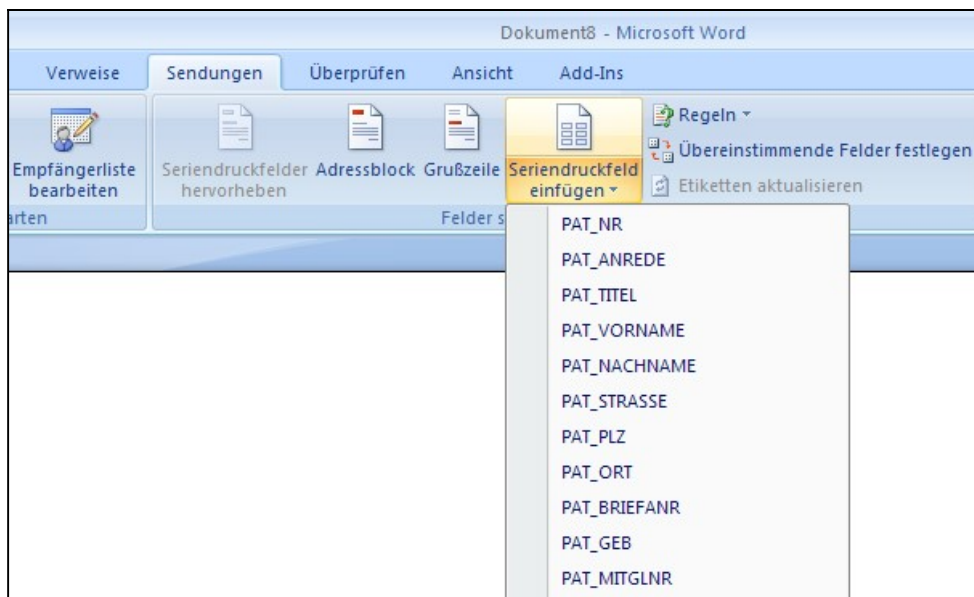 Dokument8 - Microsoft Word
Verweise
Sendungen
Überprüfen
Ansicht
Add-Ins
Empfängerliste
bearbeiten
Seriendruckfelder
hervorheben
Adressblock
Grußzeile
Seriendruckfeld
einfügen
Regeln
Übereinstimmende Felder festlegen
Etiketten aktualisieren
arten
Felder s
PAT_NR
PAT_ANREDE
PAT_TITEL
PAT_VORNAME
PAT_NACHNAME
PAT_STRASSE
PAT_PLZ
PAT_ORT
PAT_BRIEFANR
PAT_GEB
PAT_MITGLNR